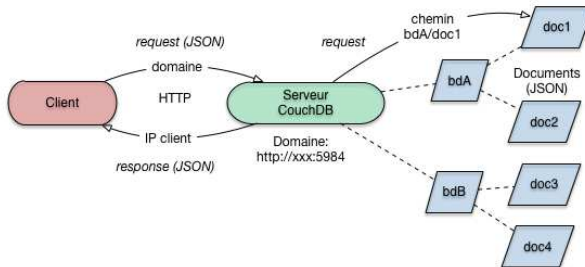 request (JSON)
domaine
Client
HTTP
IP client
response (JSON)
Serveur
CouchDB
Domaine:
http://xxx:5984
request
chemin
bdA/doc1
doc1
bdA
Documents
(JSON)
doc2
bdB
doc3
doc4